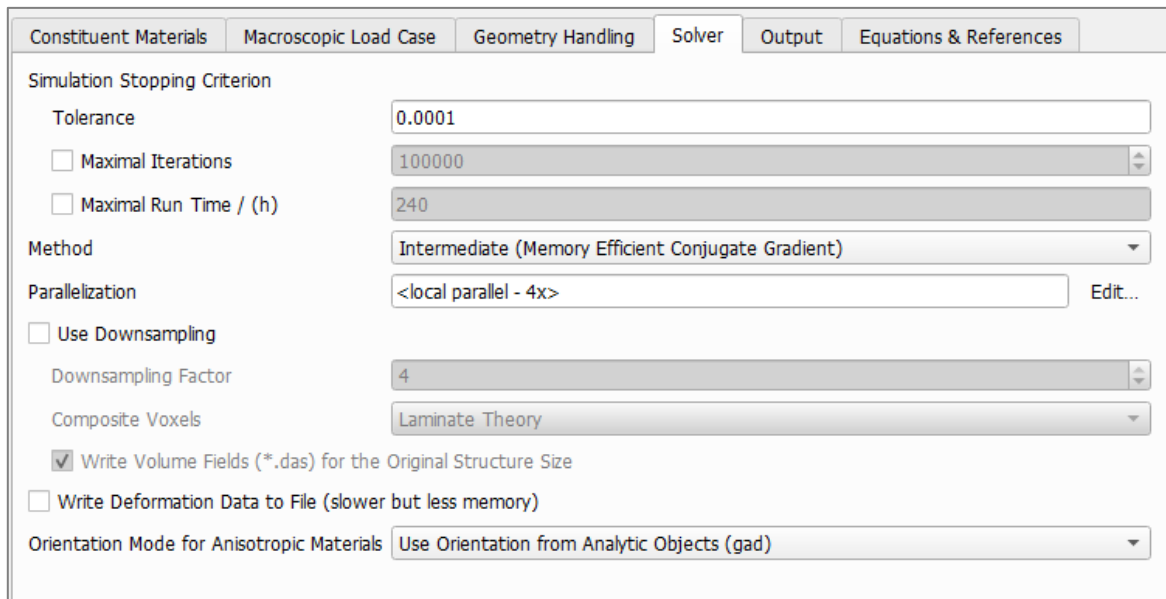 Constituent Materials Macroscopic Load Case Geometry Handling Solver Output Equations & References
Simulation Stopping Criterion
Tolerance 0.0001
Maximal Iterations 100000
Maximal Run Time / (h) 240
Method Intermediate (Memory Efficient Conjugate Gradient)
Parallelization <local parallel - 4x> Edit...
Use Downsampling
Downsampling Factor 4
Composite Voxels Laminate Theory
Write Volume Fields (*.das) for the Original Structure Size
Write Deformation Data to File (slower but less memory)
Orientation Mode for Anisotropic Materials Use Orientation from Analytic Objects (gad)